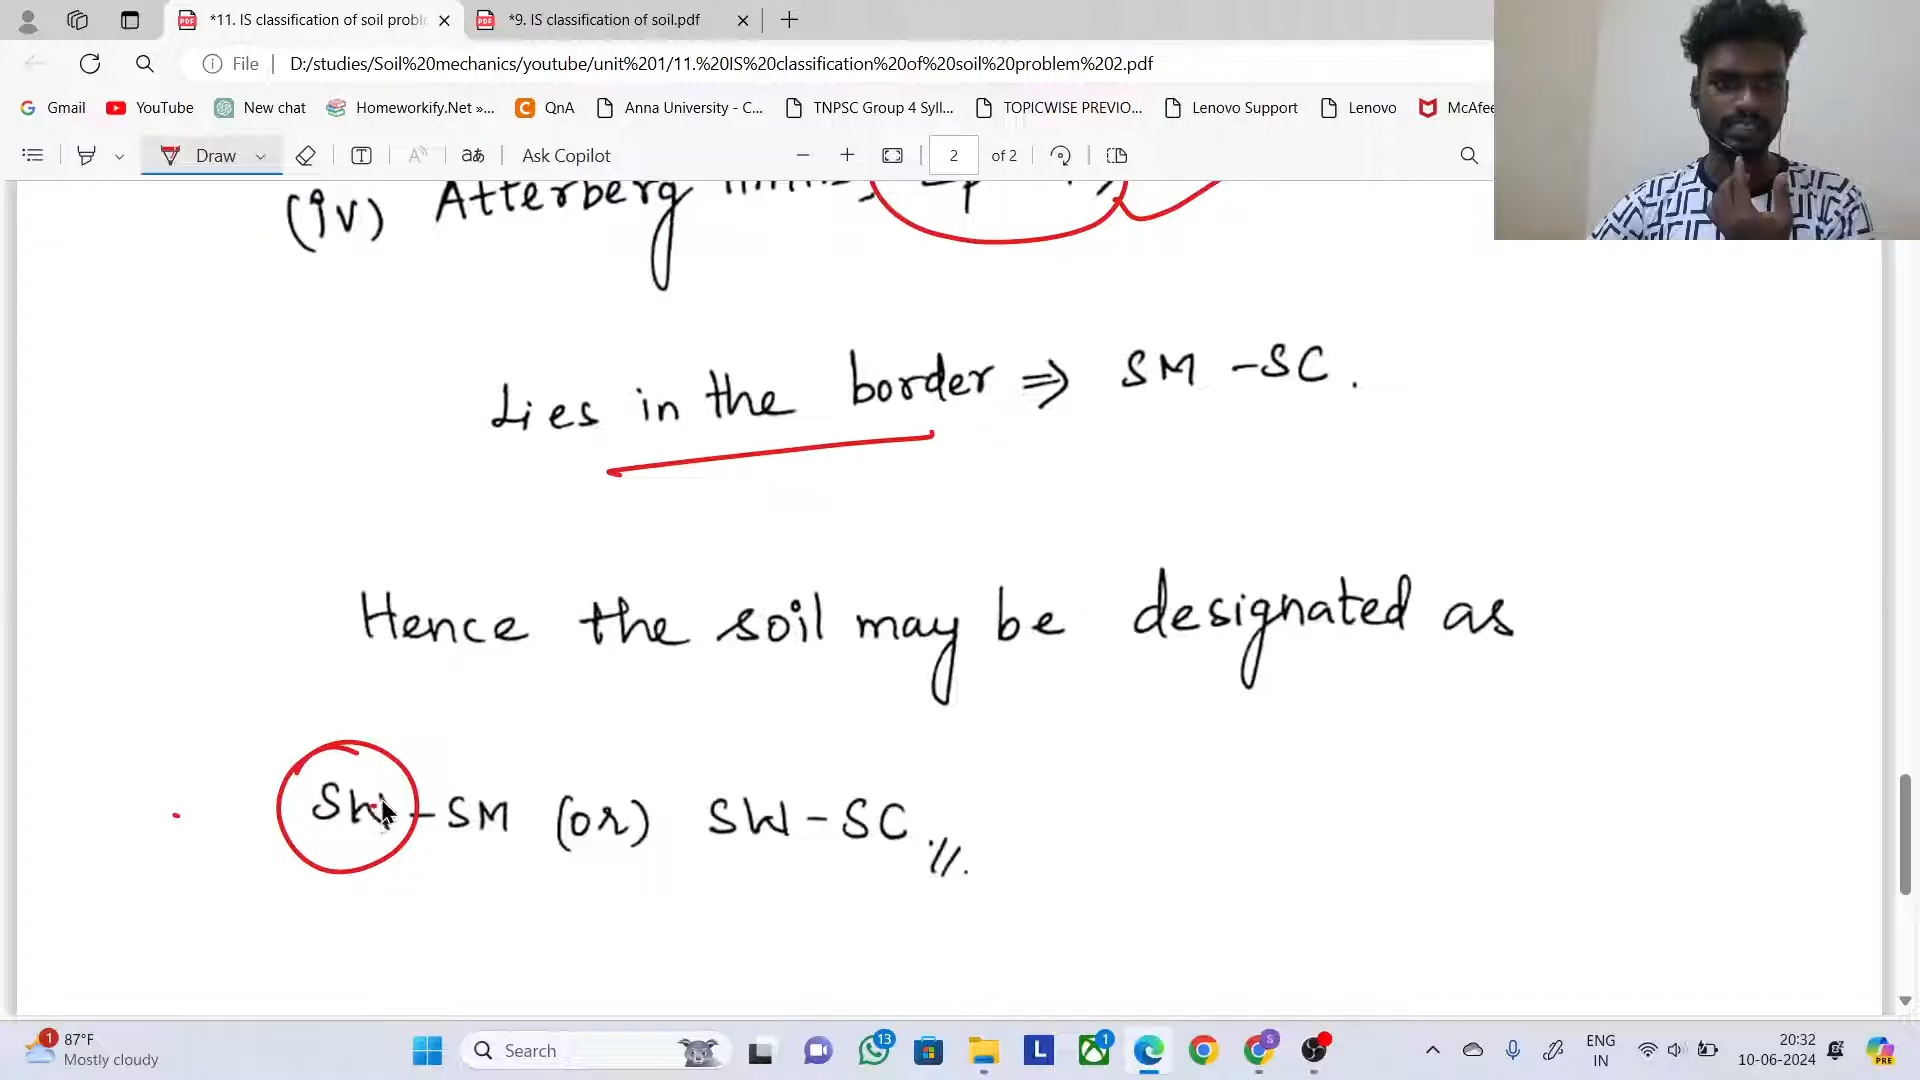 *11. IS classification of soil probl
*9. IS classification of soil.pdf
File
D:/studies/Soil%20mechanics/youtube/unit%201/11.%20IS%20classification%20of%20soil%20problem%202.pdf
Gmail
YouTube
New chat
Homeworkify.Net »...
QnA
Anna University - C...
TNPSC Group 4 Syll...
TOPICWISE PREVIO...
Lenovo Support
Lenovo
McAfee
Draw
Ask Copilot
2
of 2
(iv) Atterberg
Lies in the border ⇒ SM - SC.
Hence the soil may be designated as
SW - SM (or) SW - SC
1
87°F
Mostly cloudy
Search
13
1
ENG
IN
20:32
10-06-2024
PRE